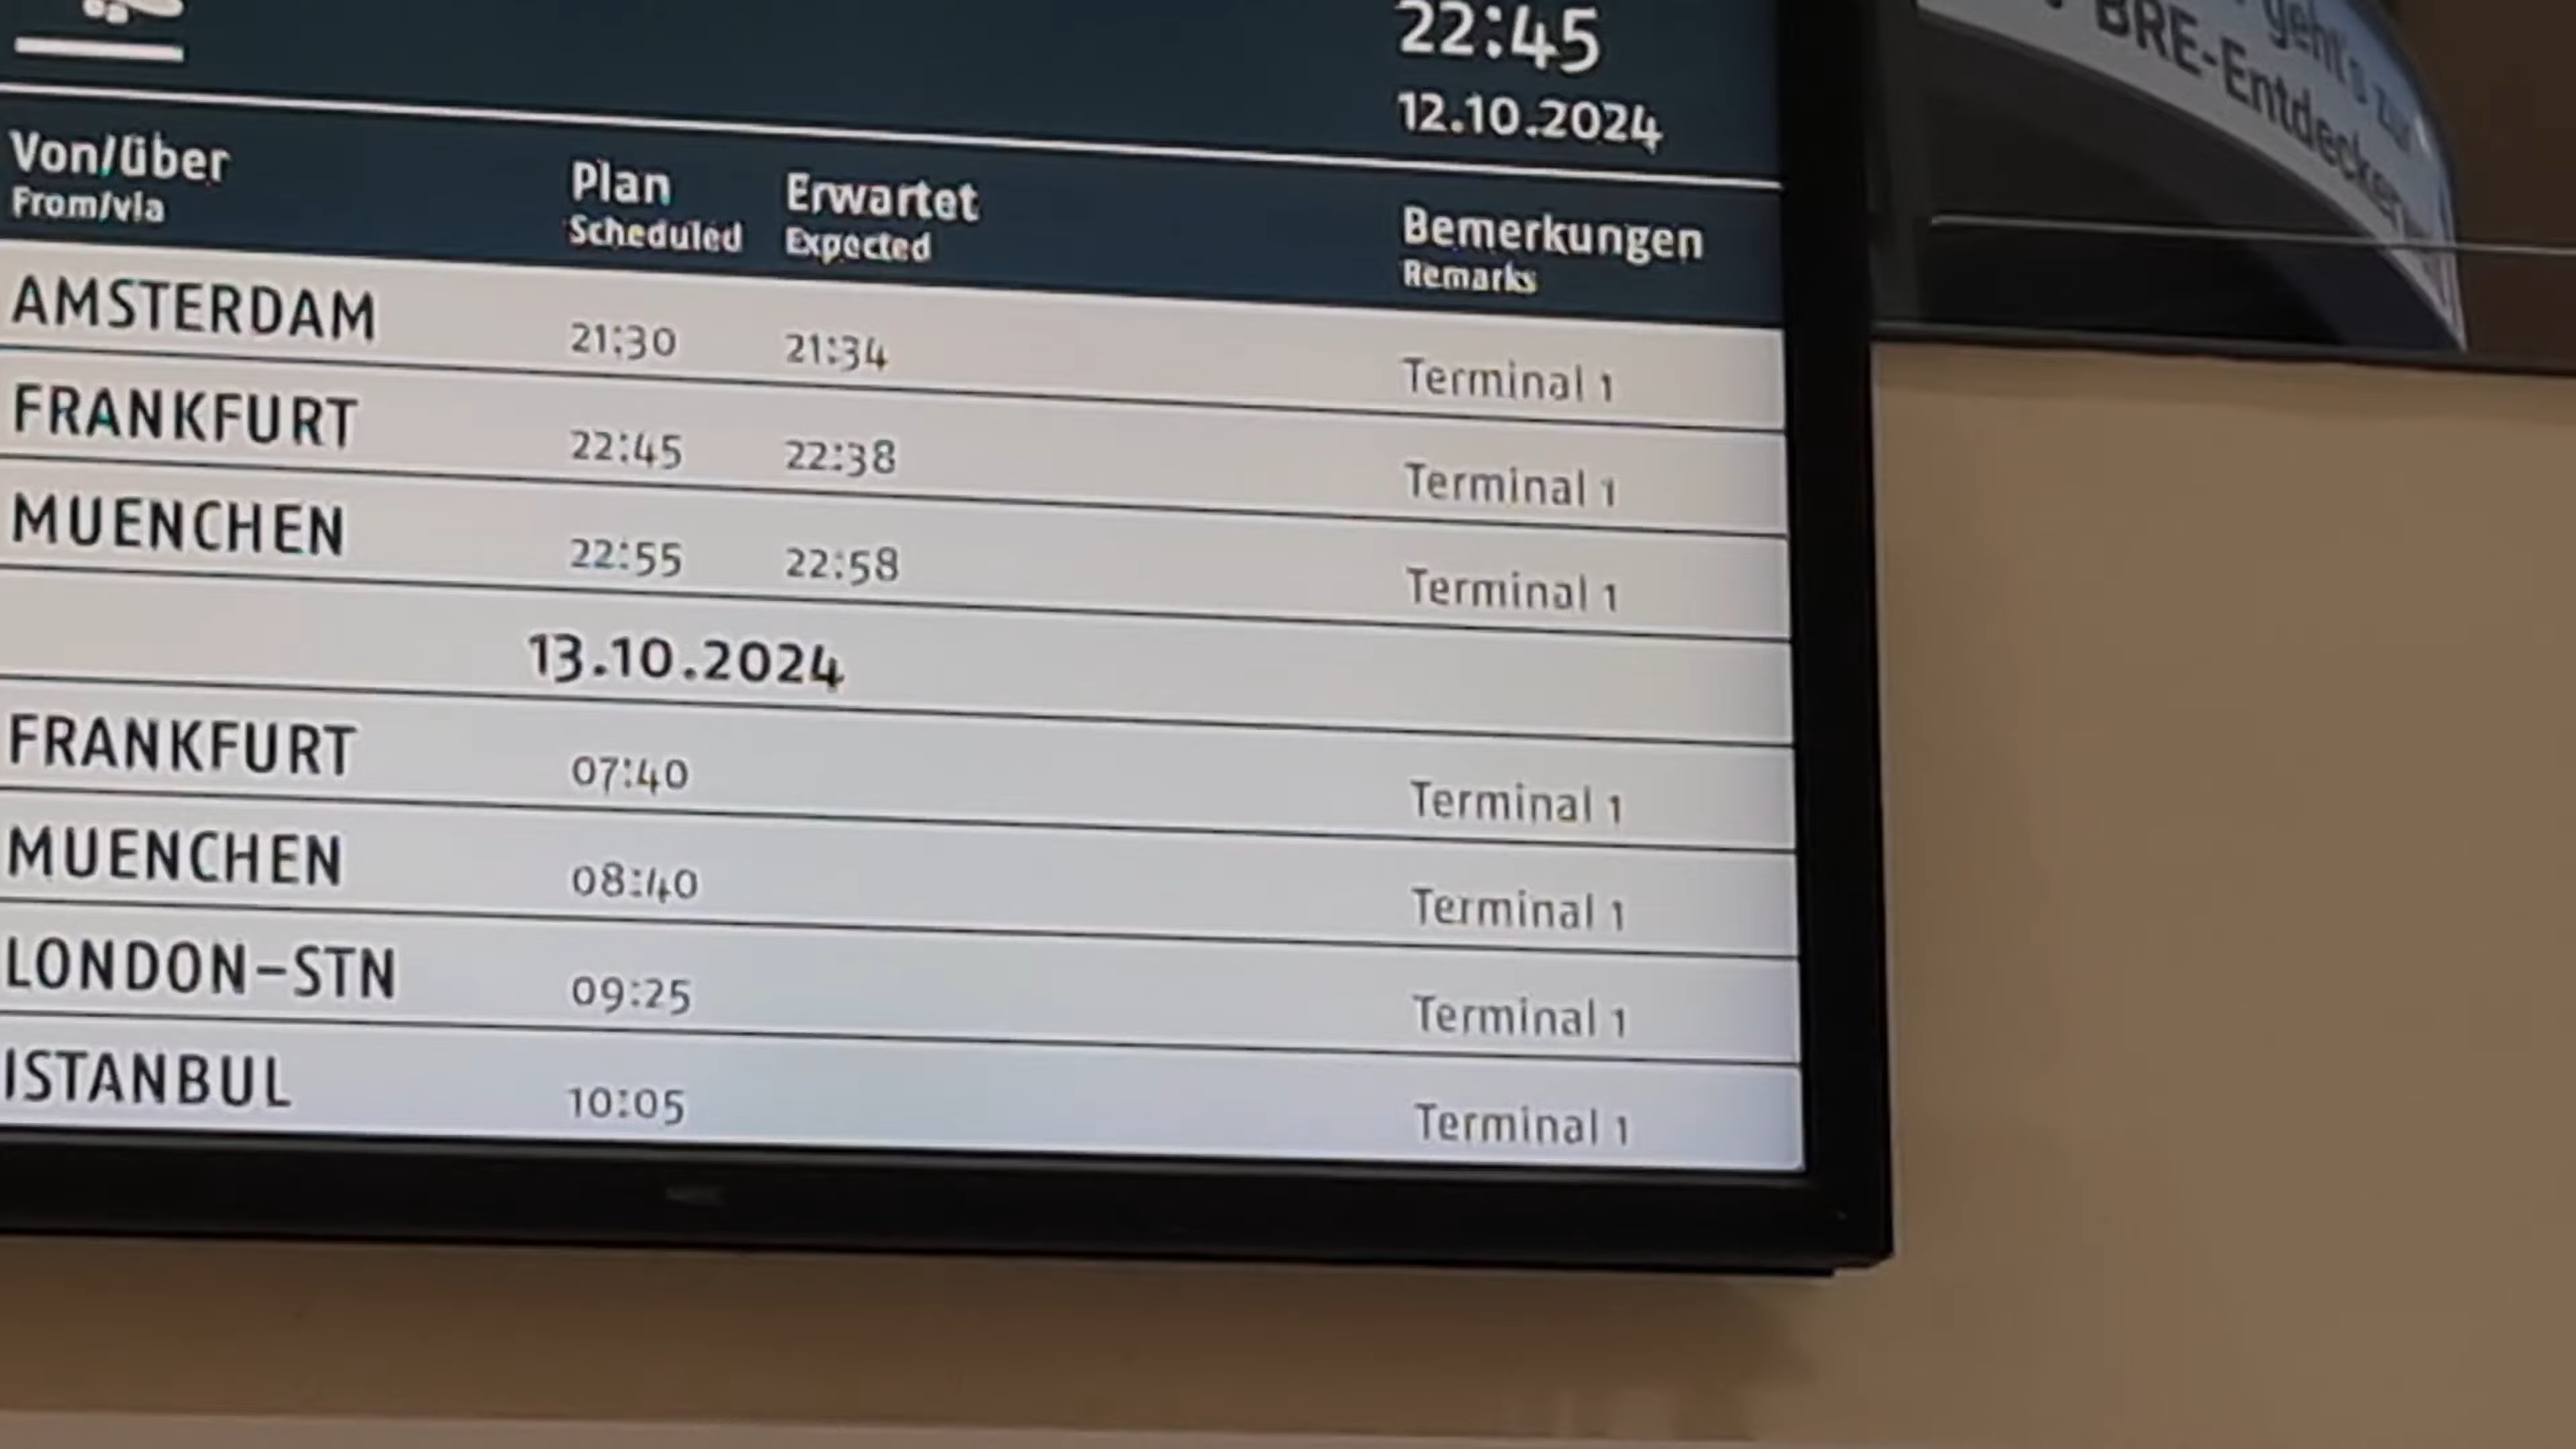 22:45
12.10.2024
Von/über Plan Erwartet Bemerkungen
From/via Scheduled Expected Remarks
AMSTERDAM 21:30 21:34 Terminal 1
FRANKFURT 22:45 22:38 Terminal 1
MUENCHEN 22:55 22:58 Terminal 1
13.10.2024
FRANKFURT 07:40 Terminal 1
MUENCHEN 08:40 Terminal 1
LONDON-STN 09:25 Terminal 1
ISTANBUL 10:05 Terminal 1
geht's zur
BRE-Entdecker